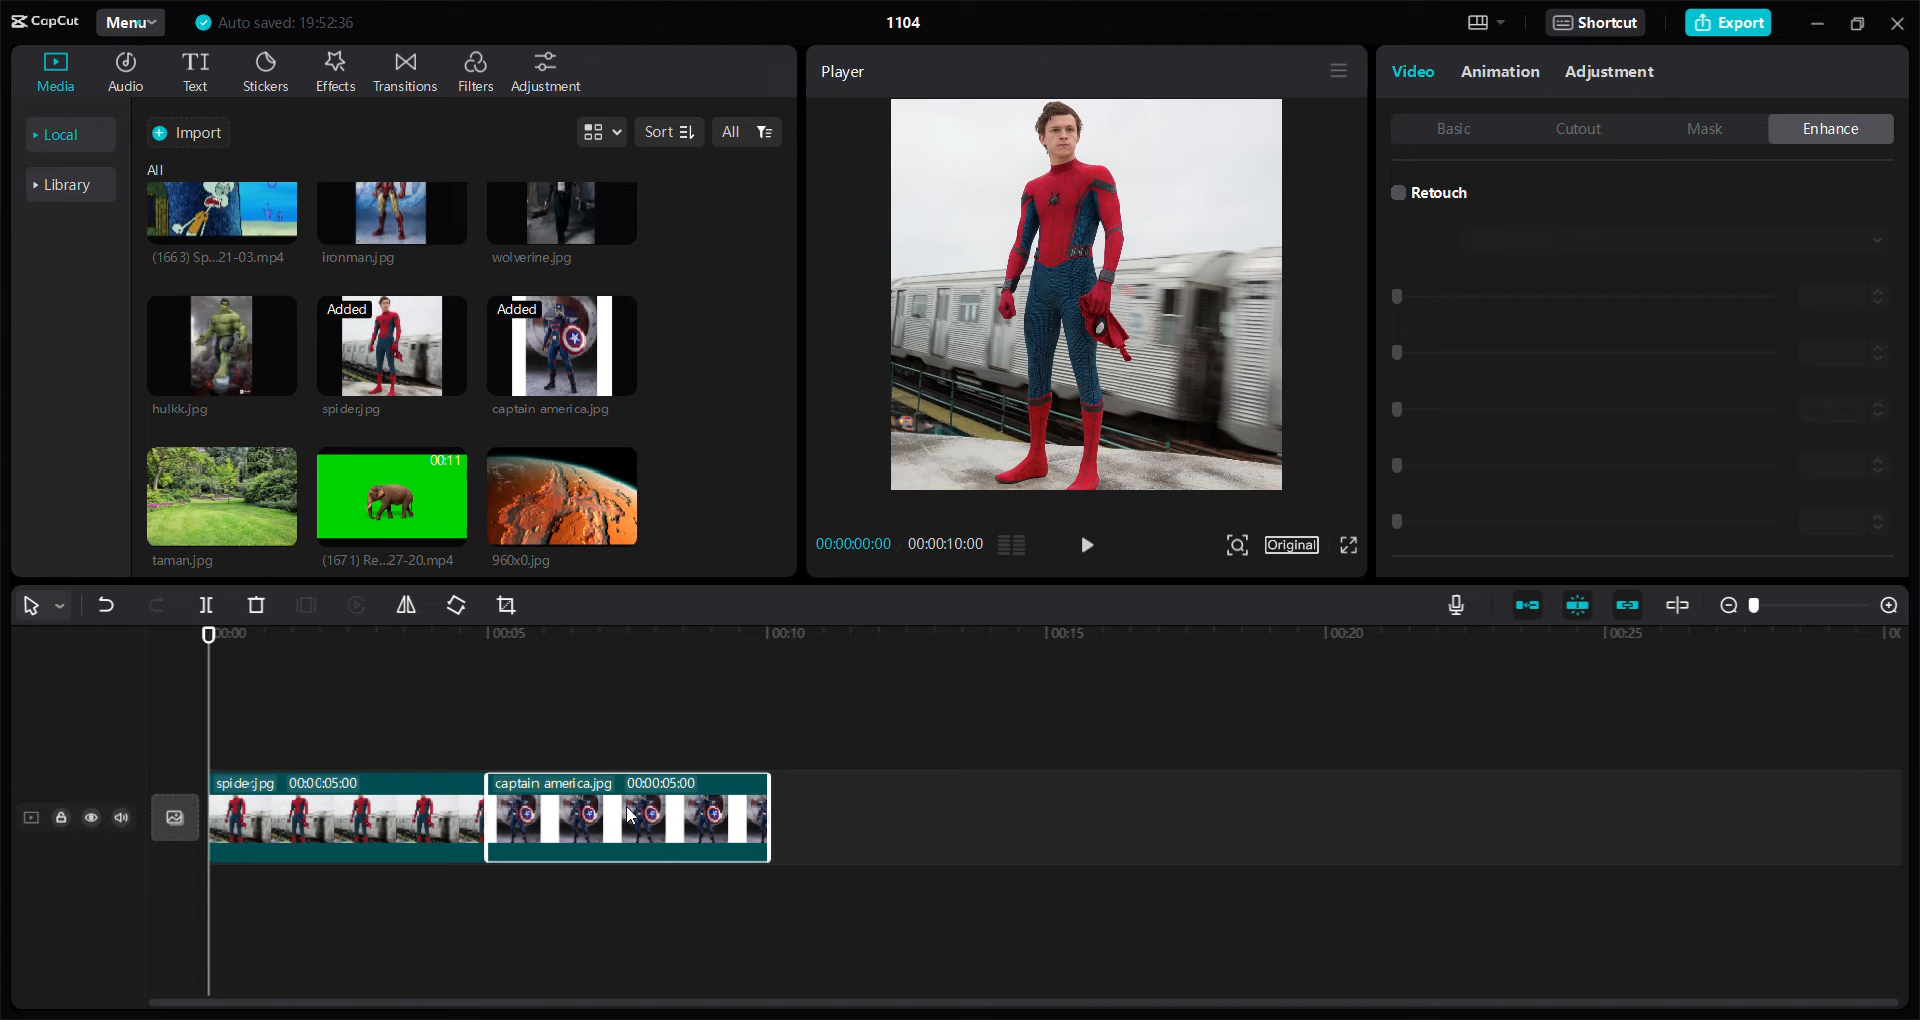 CapCut
Menu
Auto saved: 19:52:36
1104
Shortcut
Export
Media
Audio
Text
Stickers
Effects
Transitions
Filters
Adjustment
Local
Library
Import
Sort
All
All
(1663) Sp...21-03.mp4
ironman.jpg
wolverine.jpg
Added
Added
hulkk.jpg
spider.jpg
captain america.jpg
00:11
taman.jpg
(1671) Re...27-20.mp4
960x0.jpg
Player
00:00:00:00 / 00:00:10:00
Original
Video
Animation
Adjustment
Basic
Cutout
Mask
Enhance
Retouch
00:00
00:05
00:10
00:15
00:20
00:25
spider.jpg 00:00:05:00
captain america.jpg 00:00:05:00